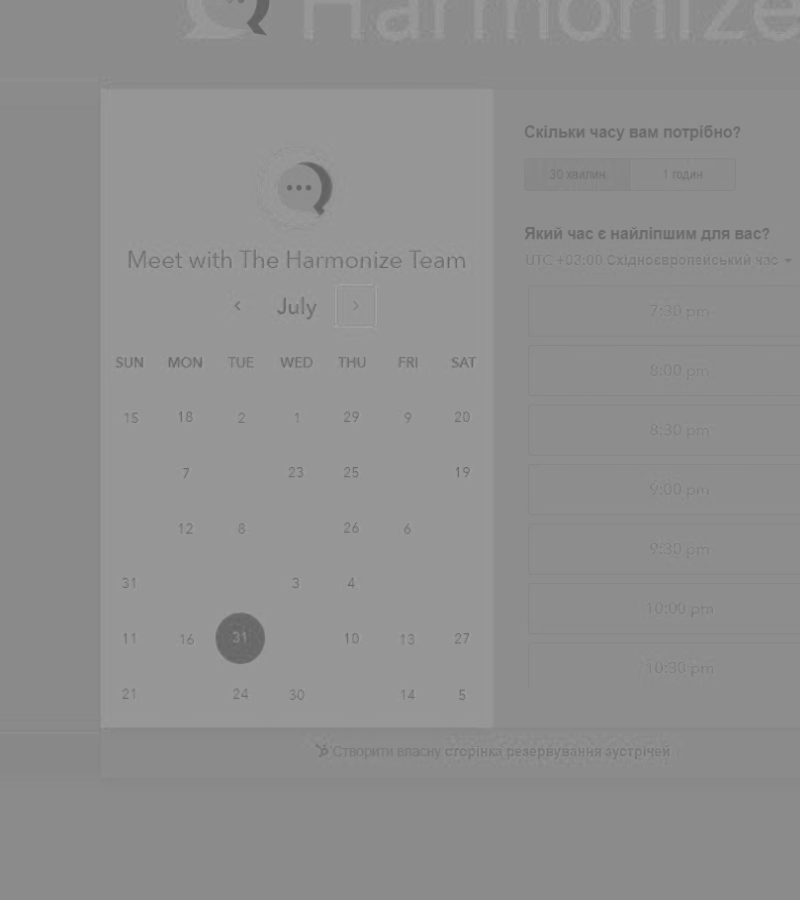 Harmonize
Meet with The Harmonize Team
July
SUN MON TUE WED THU FRI SAT
15 18 2 1 29 9 20
7 23 25 19
12 8 26 6
31 3 4
11 16 31 10 13 27
21 24 30 14 5
Скільки часу вам потрібно?
30 хвилин 1 годин
Який час є найліпшим для вас?
UTC +03:00 Східноєвропейський час
7:30 pm
8:00 pm
8:30 pm
9:00 pm
9:30 pm
10:00 pm
10:30 pm
Створити власну сторінка резервування зустрічей